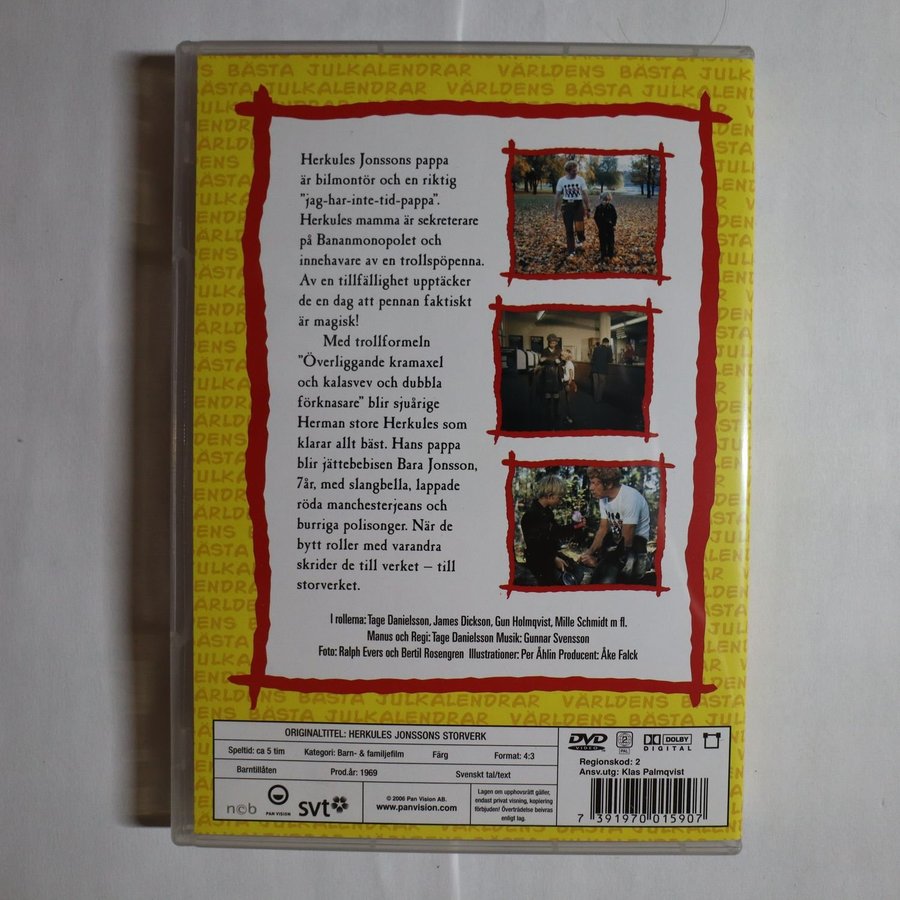 VÄRLDENS BÄSTA JULKALENDRAR VÄRLDENS BÄSTA JULK
Herkules Jonssons pappa
är bilmontör och en riktig
"jag-har-inte-tid-pappa".
Herkules mamma är sekreterare
på Bananmonopolet och
innehavare av en trollspöpenna.
Av en tillfällighet upptäcker
de en dag att pennan faktiskt
är magisk!
Med trollformeln
"Överliggande kramaxel
och kalasvev och dubbla
förknasare" blir sjuårige
Herman store Herkules som
klarar allt bäst. Hans pappa
blir jättebebisen Bara Jonsson,
7år, med slangbella, lappade
röda manchesterjeans och
burriga polisonger. När de
bytt roller med varandra
skrider de till verket – till
storverket.
I rollerna: Tage Danielsson, James Dickson, Gun Holmqvist, Mille Schmidt m fl.
Manus och Regi: Tage Danielsson Musik: Gunnar Svensson
Foto: Ralph Evers och Bertil Rosengren Illustrationer: Per Åhlin Producent: Åke Falck
ORIGINALTITEL: HERKULES JONSSONS STORVERK
Speltid: ca 5 tim Kategori: Barn- & familjefilm Färg Format: 4:3
Barntillåten Prod.år: 1969 Svenskt tal/text
ncb PAN VISION svt
© 2006 Pan Vision AB.
www.panvision.com
Lagen om upphovsrätt gäller,
endast privat visning, kopiering
förbjuden! Överträdelse beivras
enligt lag.
DVD VIDEO 2 PAL DOLBY DIGITAL
Regionskod: 2
Ansv.utg: Klas Palmqvist
7 391970 015907